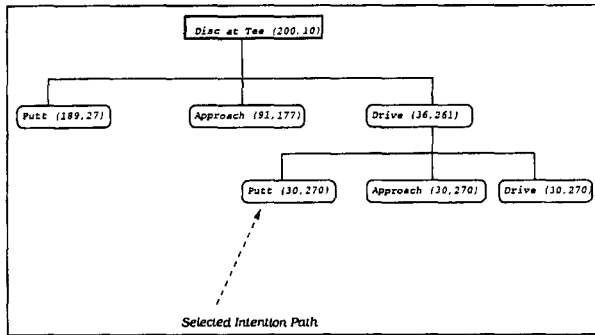 Disc at Tee (200,10)
Putt (189,27)
Approach (91,177)
Drive (36,261)
Putt (30,270)
Approach (30,270)
Drive (30,270)
Selected Intention Path